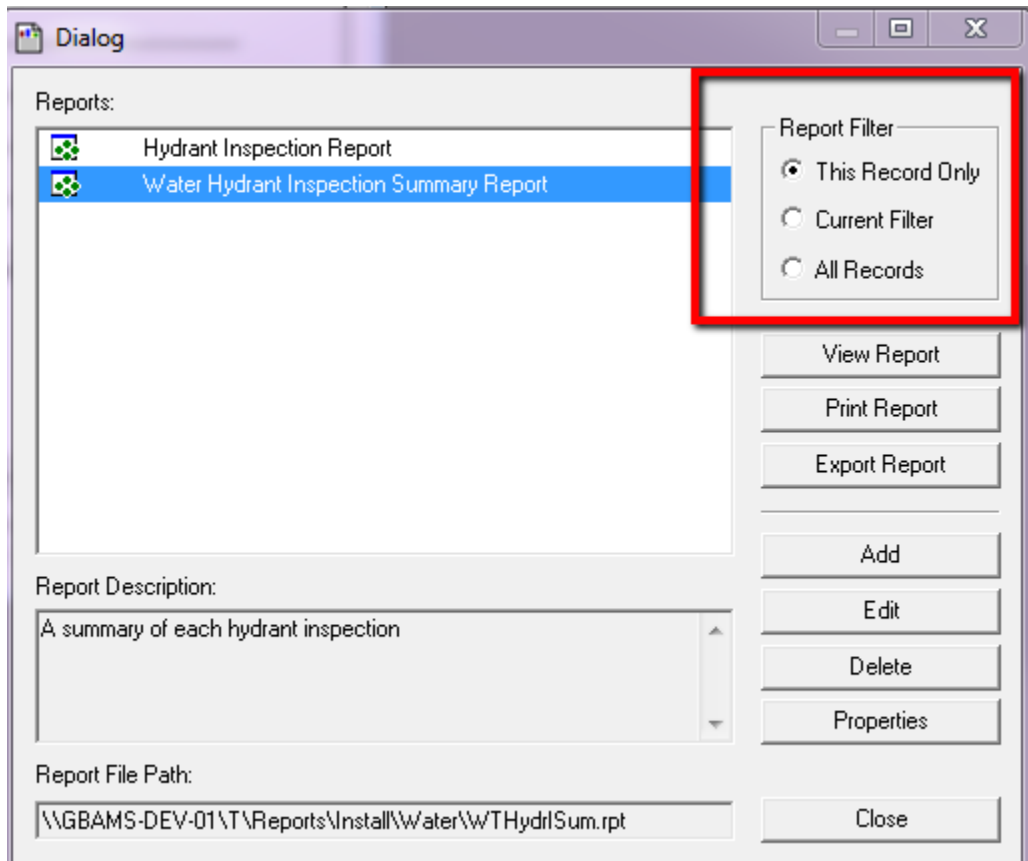 Dialog
Reports:
Hydrant Inspection Report
Water Hydrant Inspection Summary Report
Report Filter
This Record Only
Current Filter
All Records
View Report
Print Report
Export Report
Add
Edit
Delete
Properties
Report Description:
A summary of each hydrant inspection
Report File Path:
\\GBAMS-DEV-01\T\Reports\Install\Water\WTHydrISum.rpt
Close